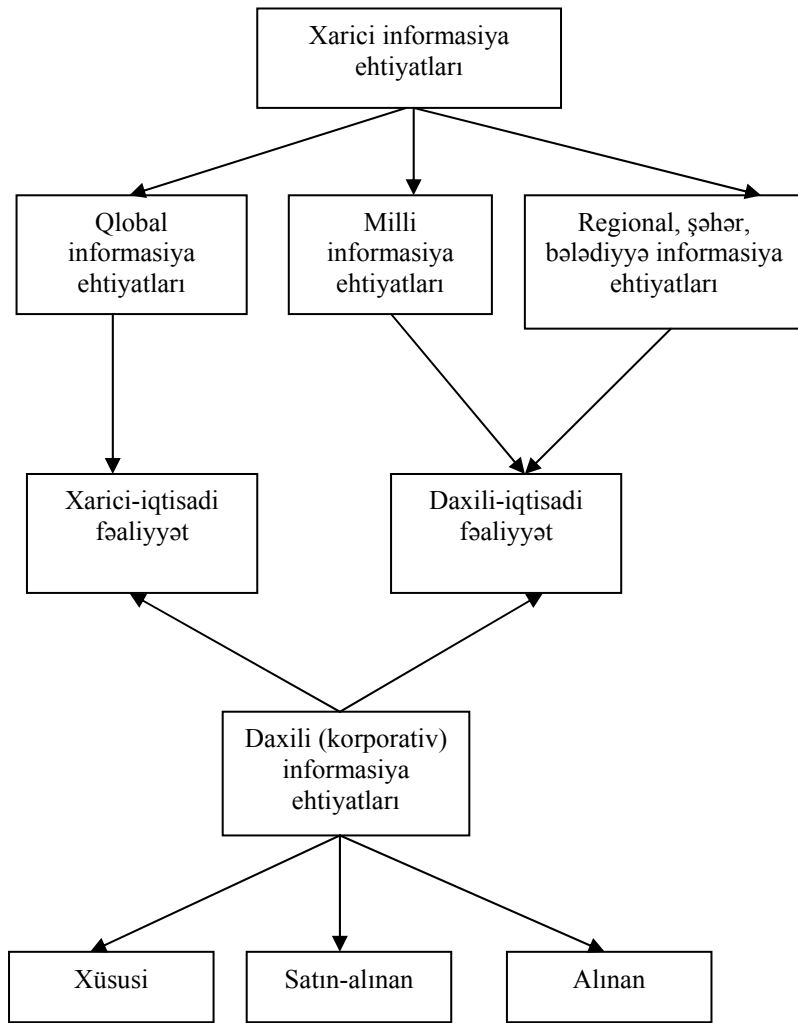 Xarici informasiya
ehtiyatları
Qlobal
informasiya
ehtiyatları
Milli
informasiya
ehtiyatları
Regional, şəhər,
bələdiyyə informasiya
ehtiyatları
Xarici-iqtisadi
fəaliyyət
Daxili-iqtisadi
fəaliyyət
Daxili (korporativ)
informasiya
ehtiyatları
Xüsusi
Satın-alınan
Alınan